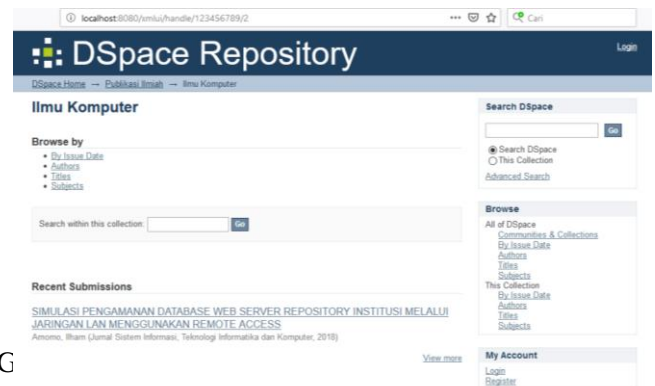 localhost:8080/xmlui/handle/123456789/2
Cari
DSpace Repository
Login
DSpace Home → Publikasi Ilmiah → Ilmu Komputer
Ilmu Komputer
Browse by
By Issue Date
Authors
Titles
Subjects
Search within this collection:
Go
Recent Submissions
SIMULASI PENGAMANAN DATABASE WEB SERVER REPOSITORY INSTITUSI MELALUI
JARINGAN LAN MENGGUNAKAN REMOTE ACCESS
Amorno, Ilham (Jurnal Sistem Informasi, Teknologi Informatika dan Komputer, 2018)
View more
Search DSpace
Go
Search DSpace
This Collection
Advanced Search
Browse
All of DSpace
Communities & Collections
By Issue Date
Authors
Titles
Subjects
This Collection
By Issue Date
Authors
Titles
Subjects
My Account
Login
Register
G